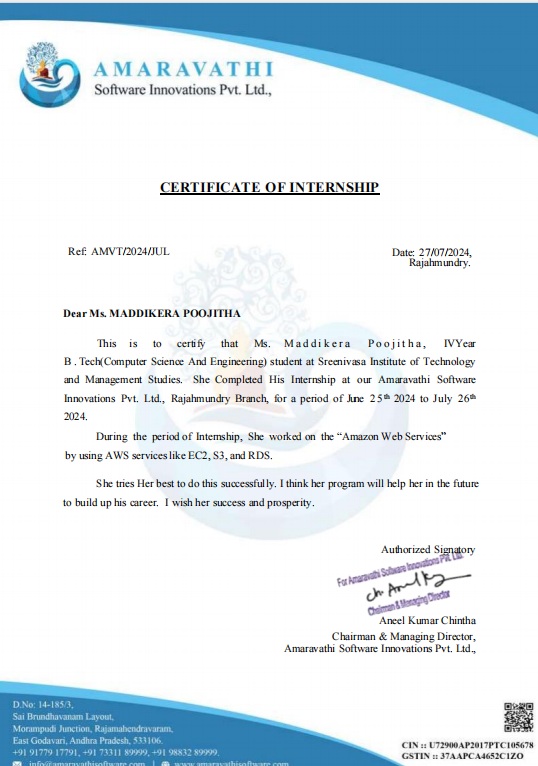 AMARAVATHI
Software Innovations Pvt. Ltd.,
CERTIFICATE OF INTERNSHIP
Ref: AMVT/2024/JUL
Date: 27/07/2024,
Rajahmundry.
Dear Ms. MADDIKERA POOJITHA
This is to certify that Ms. Maddikera Poojitha, IVYear
B . Tech(Computer Science And Engineering) student at Sreenivasa Institute of Technology
and Management Studies. She Completed His Internship at our Amaravathi Software
Innovations Pvt. Ltd., Rajahmundry Branch, for a period of June 25th 2024 to July 26th
2024.
During the period of Internship, She worked on the “Amazon Web Services”
by using AWS services like EC2, S3, and RDS.
She tries Her best to do this successfully. I think her program will help her in the future
to build up his career. I wish her success and prosperity.
Authorized Signatory
For Amaravathi Software Innovations Pvt. Ltd.
Ch. Anil K
Chairman & Managing Director
Aneel Kumar Chintha
Chairman & Managing Director,
Amaravathi Software Innovations Pvt. Ltd.,
D.No: 14-185/3,
Sai Brundhavanam Layout,
Morampudi Junction, Rajamahendravaram,
East Godavari, Andhra Pradesh, 533106.
+91 91779 17791, +91 73311 89999, +91 98832 89999.
info@amaravathisoftware.com | www.amaravathisoftware.com
CIN :: U72900AP2017PTC105678
GSTIN :: 37AAPCA4652C1ZO